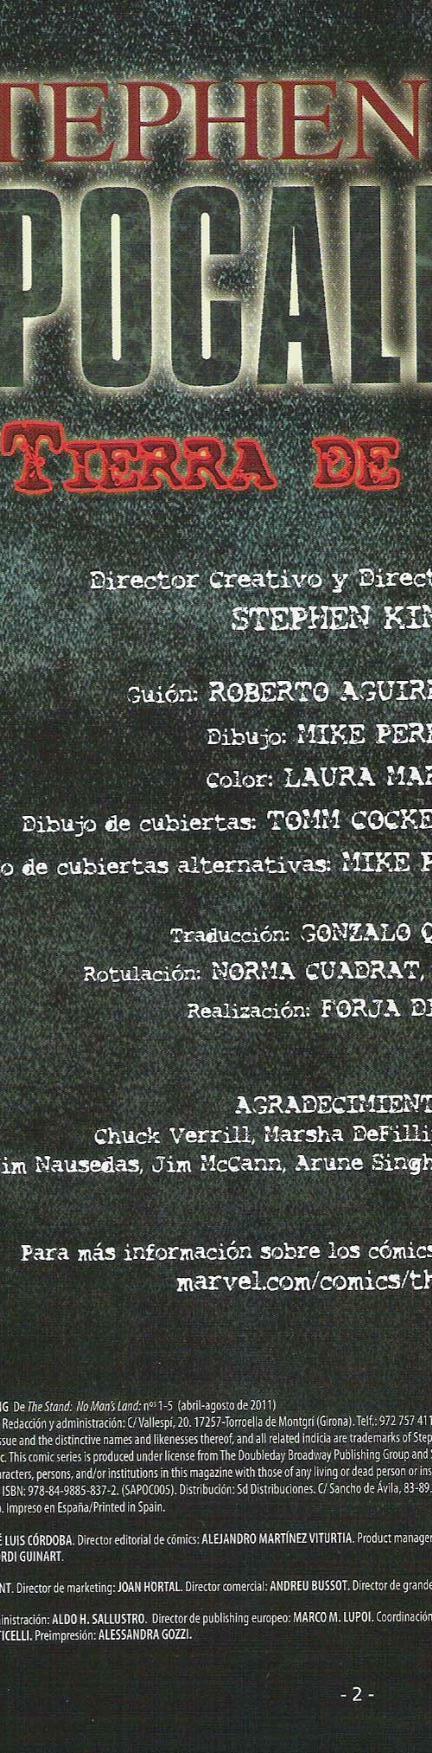 TEPHEN
POCALI
TIERRA DE
Director Creativo y Direct
STEPHEN KIN
Guión: ROBERTO AGUIRE
Dibujo: MIKE PERE
Color: LAURA MAR
Dibujo de cubiertas: TOMM COCKE
o de cubiertas alternativas: MIKE P
Traducción: GONZALO Q
Rotulación: NORMA CUADRAT,
Realización: FORJA DI
AGRADECIMIENT
Chuck Verrill, Marsha DeFilli
im Nausedas, Jim McCann, Arune Singh
Para más información sobre los cómics
marvel.com/comics/th
G De The Stand: No Man's Land: nos 1-5 (abril-agosto de 2011)
Redacción y administración: C/ Vallespí, 20. 17257-Torroella de Montgrí (Girona). Telf.: 972 757 411
ssue and the distinctive names and likenesses thereof, and all related indicia are trademarks of Step
c. This comic series is produced under license from The Doubleday Broadway Publishing Group and S
aracters, persons, and/or institutions in this magazine with those of any living or dead person or ins
ISBN: 978-84-9885-837-2. (SAPOC005). Distribución: Sd Distribuciones. C/ Sancho de Ávila, 83-89.
. Impreso en España/Printed in Spain.
É LUIS CÓRDOBA. Director editorial de cómics: ALEJANDRO MARTÍNEZ VITURTIA. Product manager
RDI GUINART.
NT. Director de marketing: JOAN HORTAL. Director comercial: ANDREU BUSSOT. Director de grande
ministración: ALDO H. SALLUSTRO. Director de publishing europeo: MARCO M. LUPOI. Coordinación
TICELLI. Preimpresión: ALESSANDRA GOZZI.
- 2 -